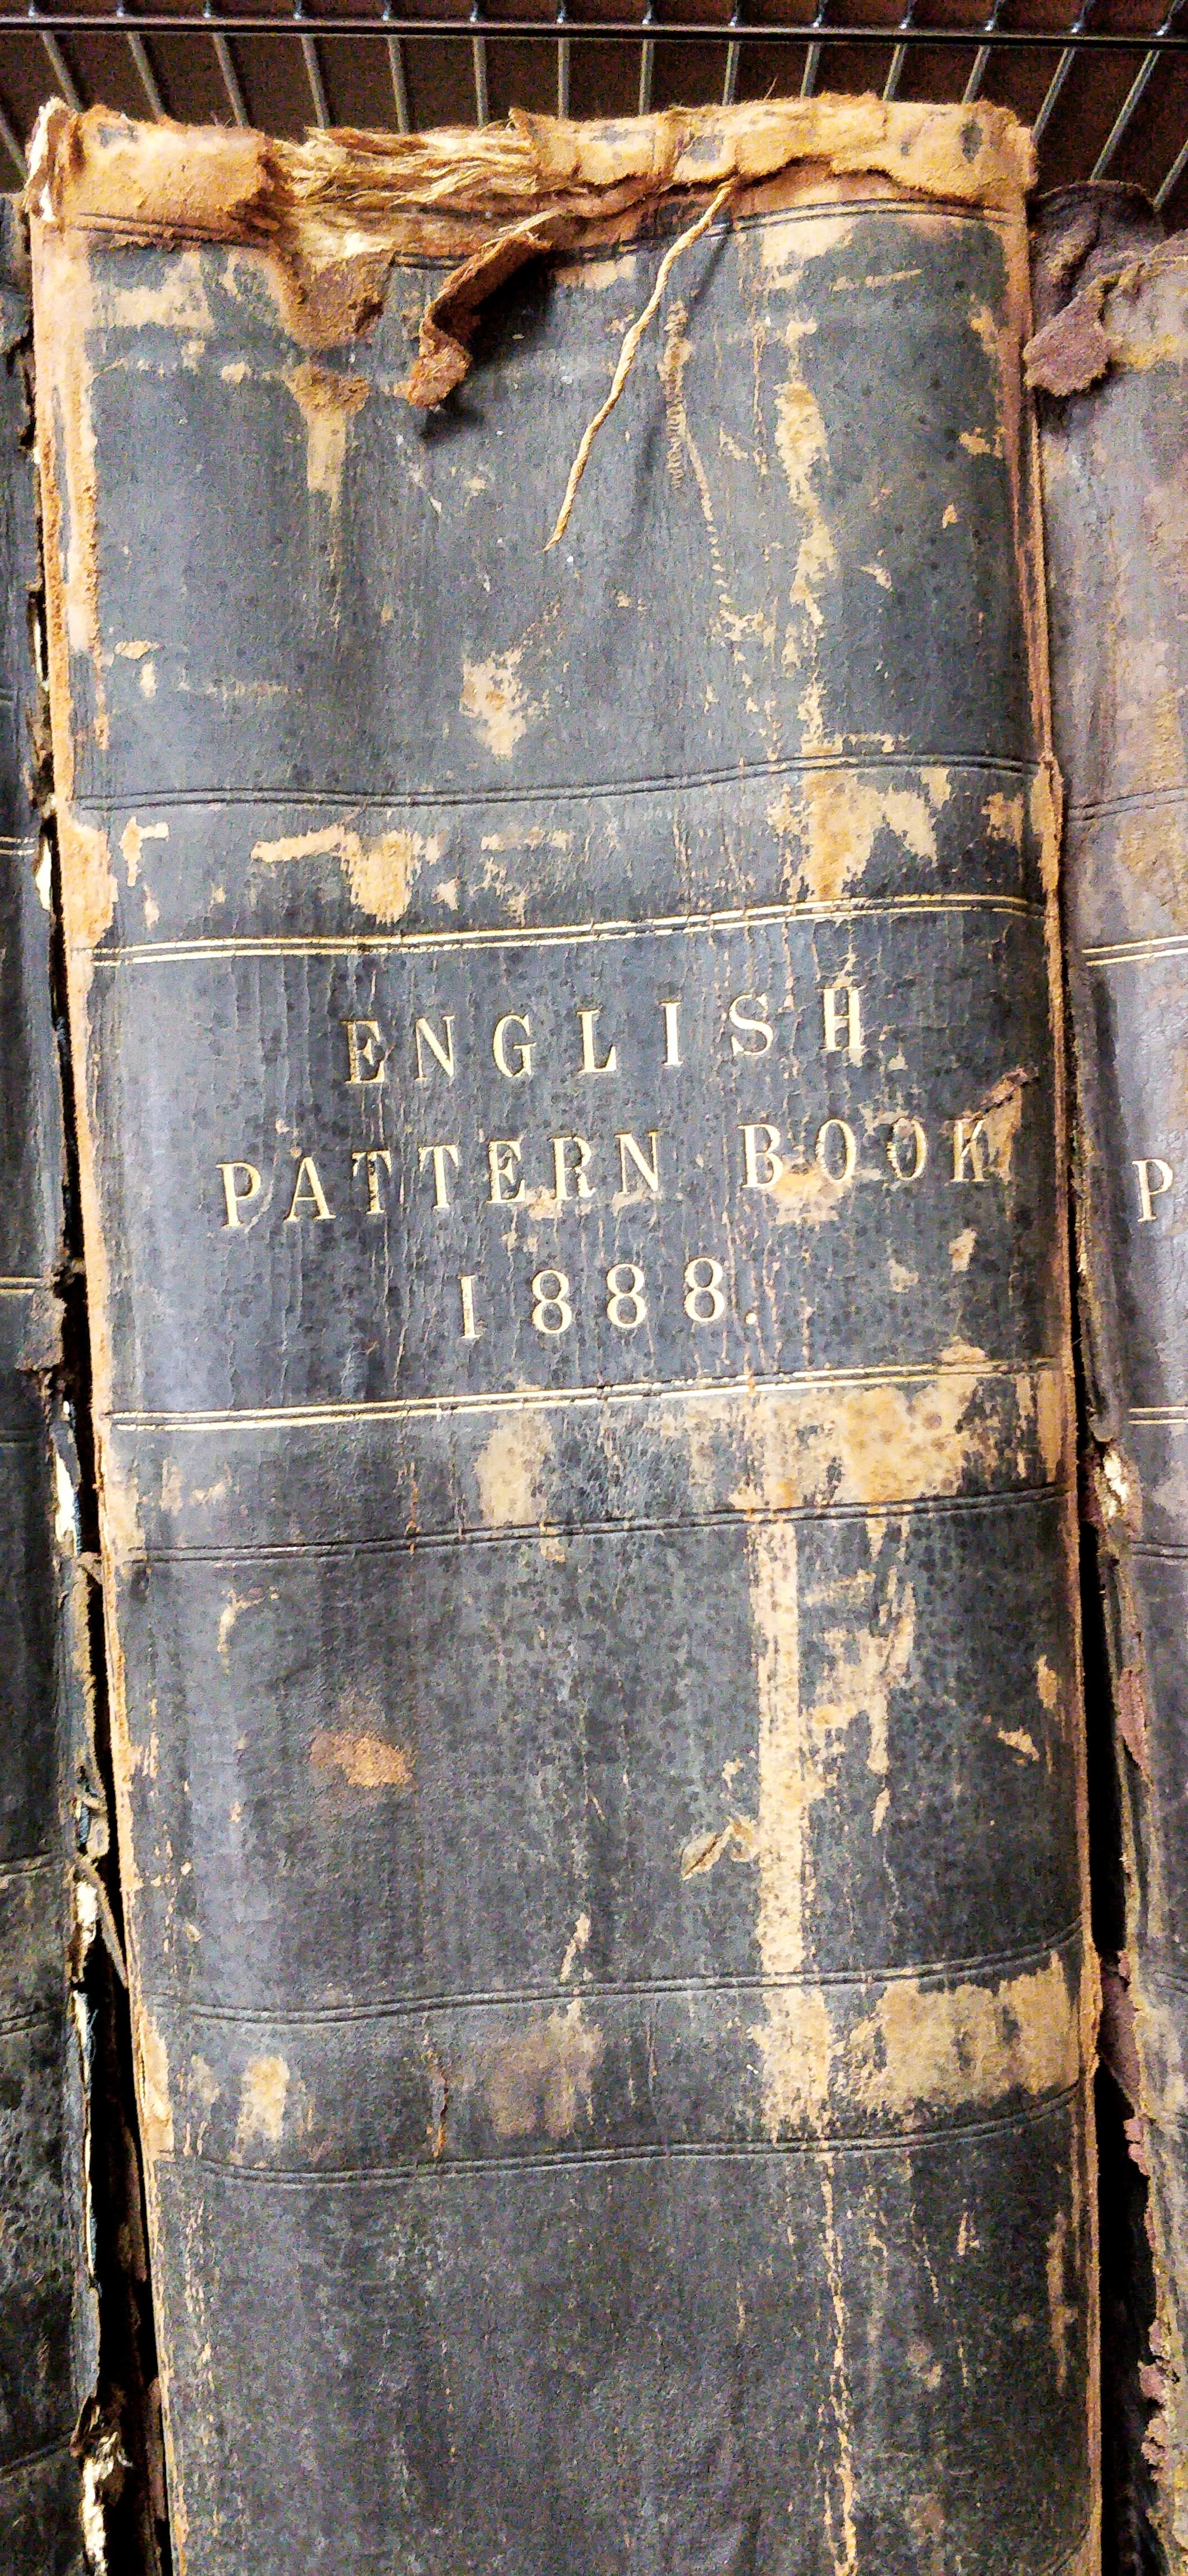 ENGLISH
PATTERN BOOK
1888.
P